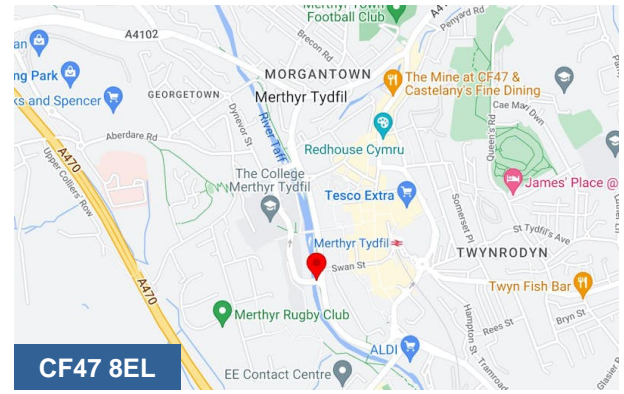 Merthyr Town
Football Club
A4102
Penyard Rd
Brecon Rd
MORGANTOWN
Merthyr Tydfil
The Mine at CF47 &
Castelany's Fine Dining
ng Park
ks and Spencer
GEORGETOWN
Dynevor St
River Taff
Cae Mari Dwn
Queen's Rd
Aberdare Rd
A470
Upper Colliers' Row
Redhouse Cymru
The College
Merthyr Tydfil
Tesco Extra
James' Place @
Somerset Pl
St Tydfil's Ave
Merthyr Tydfil
TWYNRODYN
Swan St
A470
Twyn Fish Bar
Merthyr Rugby Club
Hampton St
Tramroad
Rees St
Bryn St
ALDI
CF47 8EL
EE Contact Centre